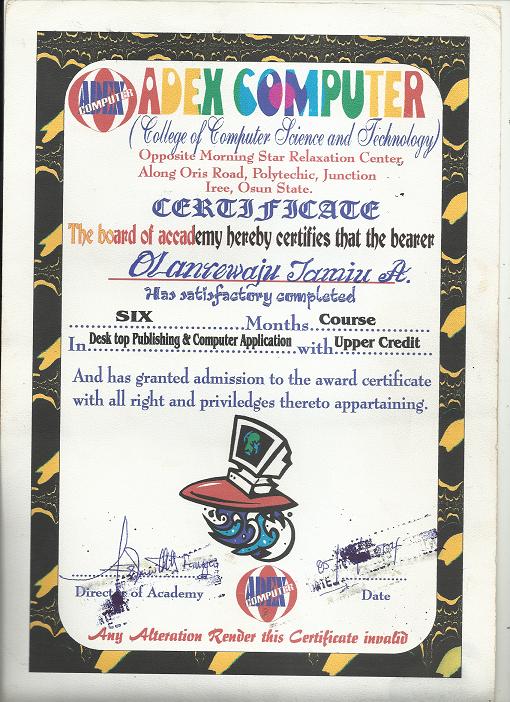 ADEX
COMPUTER
ADEX COMPUTER
(College of Computer Science and Technology)
Opposite Morning Star Relaxation Center,
Along Oris Road, Polytechic, Junction
Iree, Osun State.
CERTIFICATE
The board of accademy hereby certifies that the bearer
Olanrewaju Jamiu A.
Has satisfactory completed
SIX Months Course
In Desk top Publishing & Computer Application with Upper Credit
And has granted admission to the award certificate
with all right and priviledges thereto appartaining.
Director of Academy
ADEX
COMPUTER
Date
Any Alteration Render this Certificate invalid